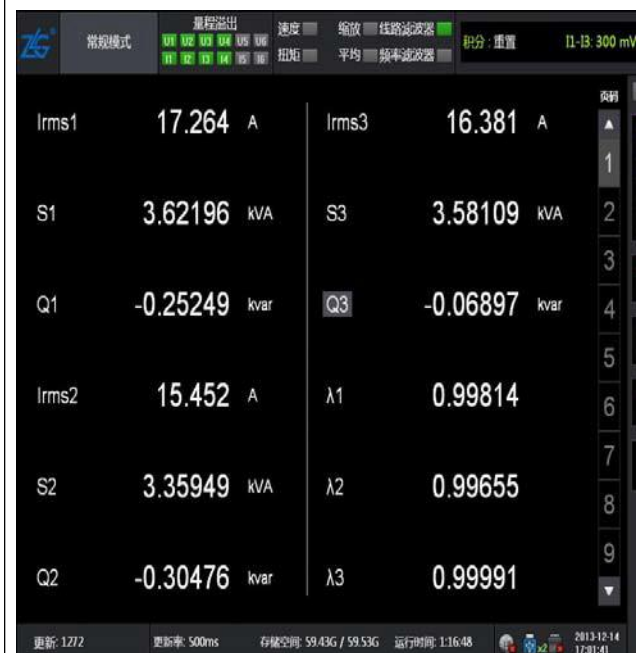 ZLG
常规模式
量程溢出
U1 U2 U3 U4 U5 U6
I1 I2 I3 I4 I5 I6
速度
扭矩
缩放 线路滤波器
平均 频率滤波器
积分 : 重置
I1-I3: 300 mV
页码
Irms1 17.264 A
Irms3 16.381 A
S1 3.62196 kVA
S3 3.58109 kVA
Q1 -0.25249 kvar
Q3 -0.06897 kvar
Irms2 15.452 A
λ1 0.99814
S2 3.35949 kVA
λ2 0.99655
Q2 -0.30476 kvar
λ3 0.99991
1
2
3
4
5
6
7
8
9
更新: 1272
更新率: 500ms
存储空间: 59.43G / 59.53G
运行时间: 1:16:48
x2
2013-12-14
17:01:41